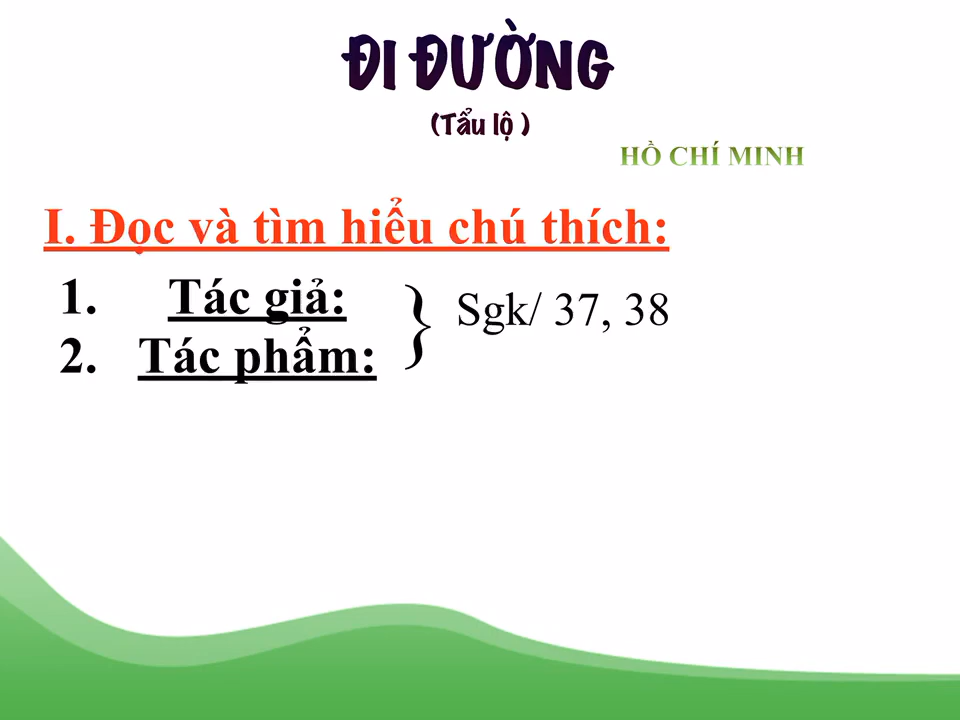 ĐI ĐƯỜNG
(Tẩu lộ )
HỒ CHÍ MINH
I. Đọc và tìm hiểu chú thích:
1. Tác giả:
2. Tác phẩm:
} Sgk/ 37, 38